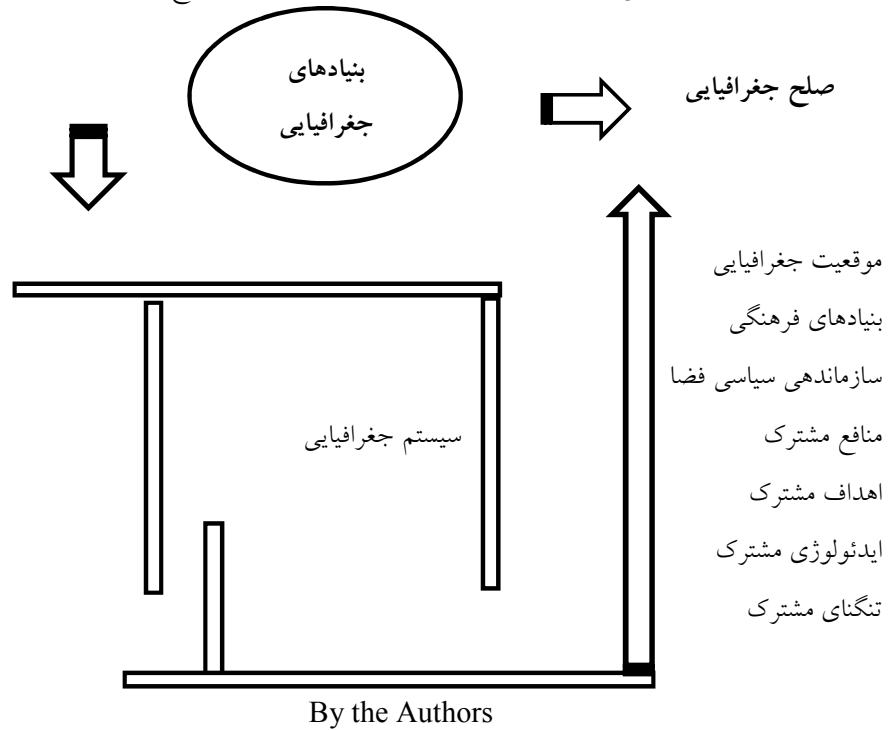 بنیادهای
جغرافیایی
صلح جغرافیایی
موقعیت جغرافیایی
بنیادهای فرهنگی
سازماندهی سیاسی فضا
منافع مشترک
اهداف مشترک
ایدئولوژی مشترک
تنگنای مشترک
سیستم جغرافیایی
By the Authors